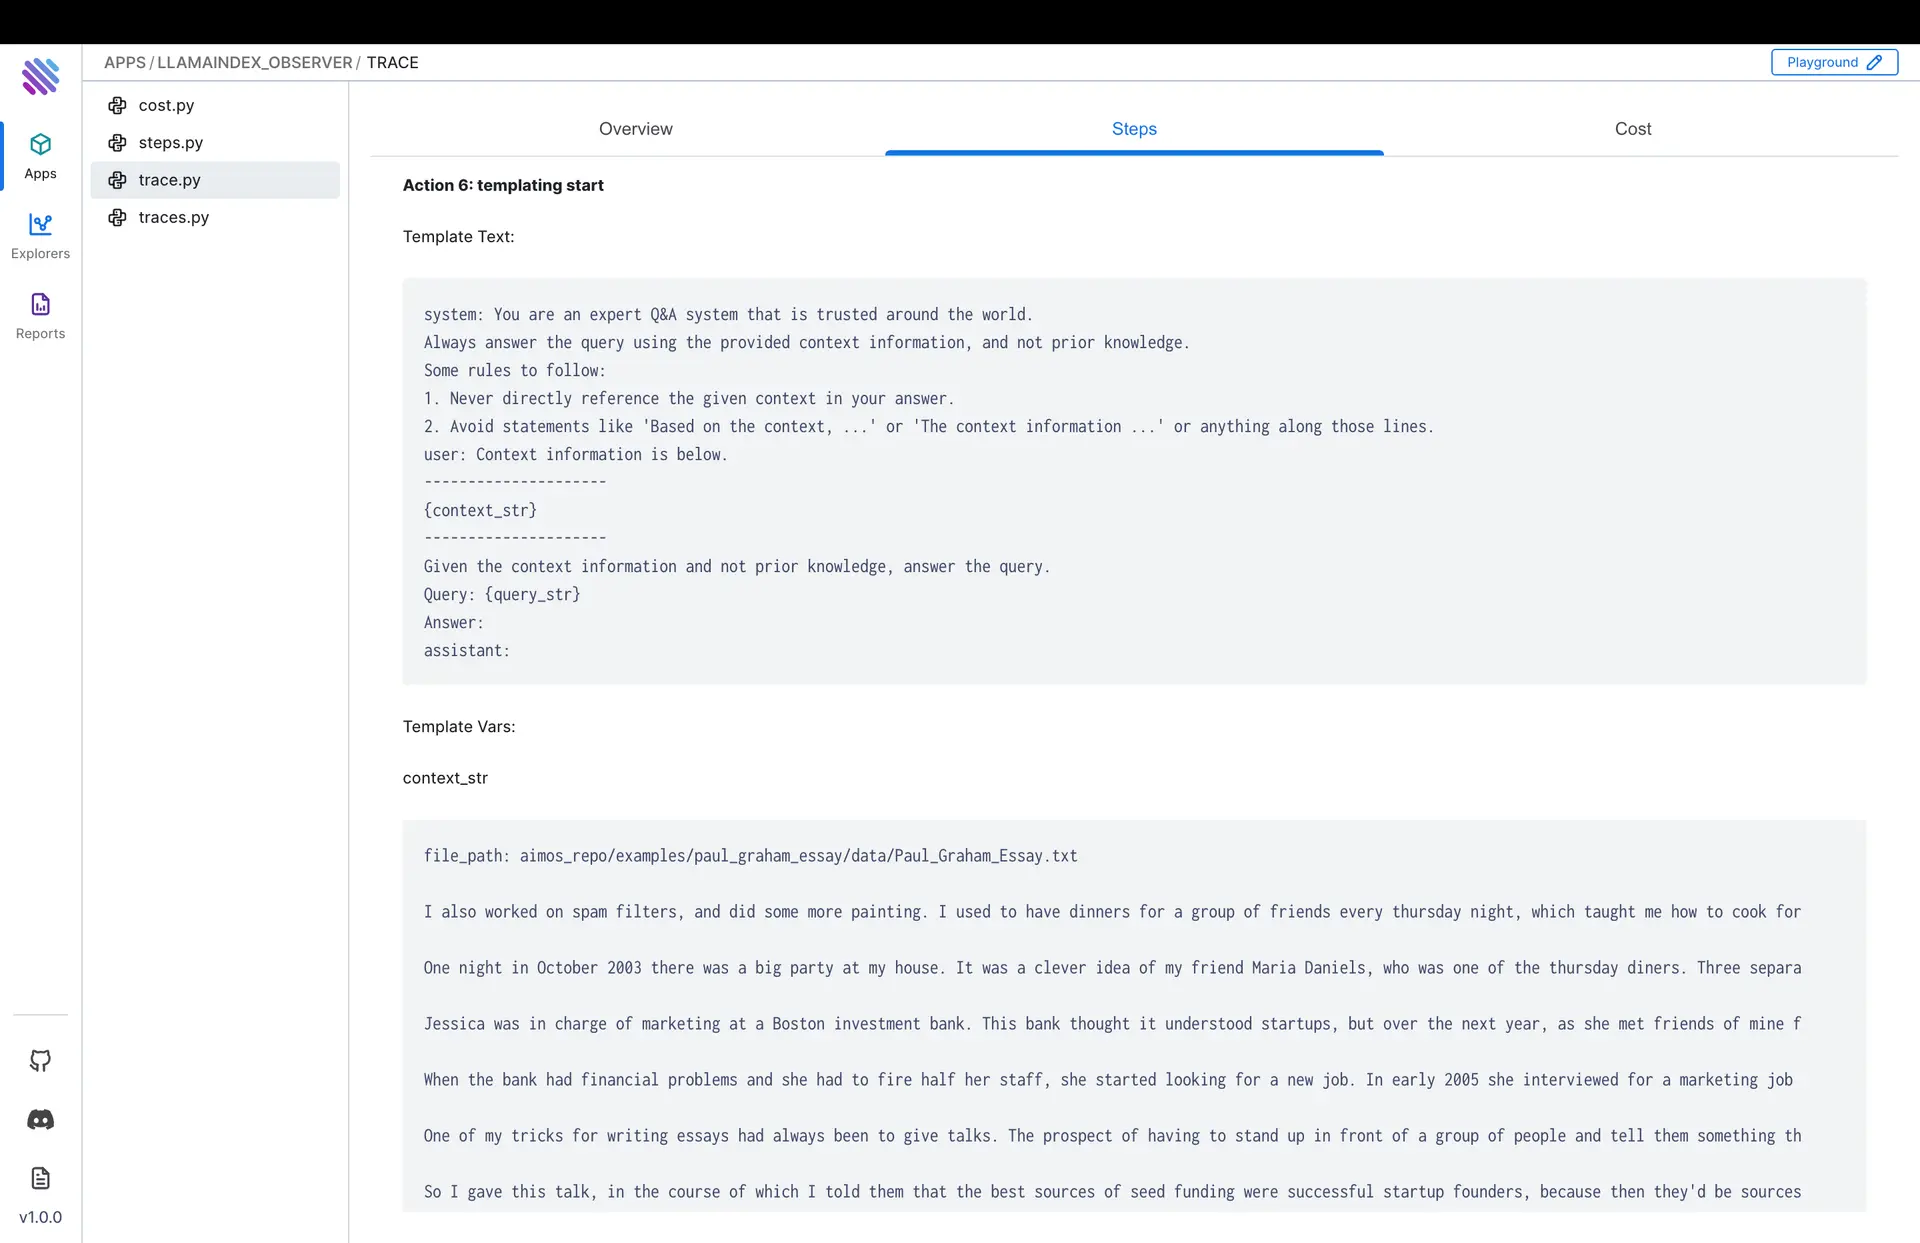 APPS / LLAMAINDEX_OBSERVER / TRACE
Playground
Apps
Explorers
Reports
v1.0.0
cost.py
steps.py
trace.py
traces.py
Overview
Steps
Cost
Action 6: templating start
Template Text:
system: You are an expert Q&A system that is trusted around the world.
Always answer the query using the provided context information, and not prior knowledge.
Some rules to follow:
1. Never directly reference the given context in your answer.
2. Avoid statements like 'Based on the context, ...' or 'The context information ...' or anything along those lines.
user: Context information is below.
---------------------
{context_str}
---------------------
Given the context information and not prior knowledge, answer the query.
Query: {query_str}
Answer:
assistant:
Template Vars:
context_str
file_path: aimos_repo/examples/paul_graham_essay/data/Paul_Graham_Essay.txt
I also worked on spam filters, and did some more painting. I used to have dinners for a group of friends every thursday night, which taught me how to cook for
One night in October 2003 there was a big party at my house. It was a clever idea of my friend Maria Daniels, who was one of the thursday diners. Three separa
Jessica was in charge of marketing at a Boston investment bank. This bank thought it understood startups, but over the next year, as she met friends of mine f
When the bank had financial problems and she had to fire half her staff, she started looking for a new job. In early 2005 she interviewed for a marketing job
One of my tricks for writing essays had always been to give talks. The prospect of having to stand up in front of a group of people and tell them something th
So I gave this talk, in the course of which I told them that the best sources of seed funding were successful startup founders, because then they'd be sources